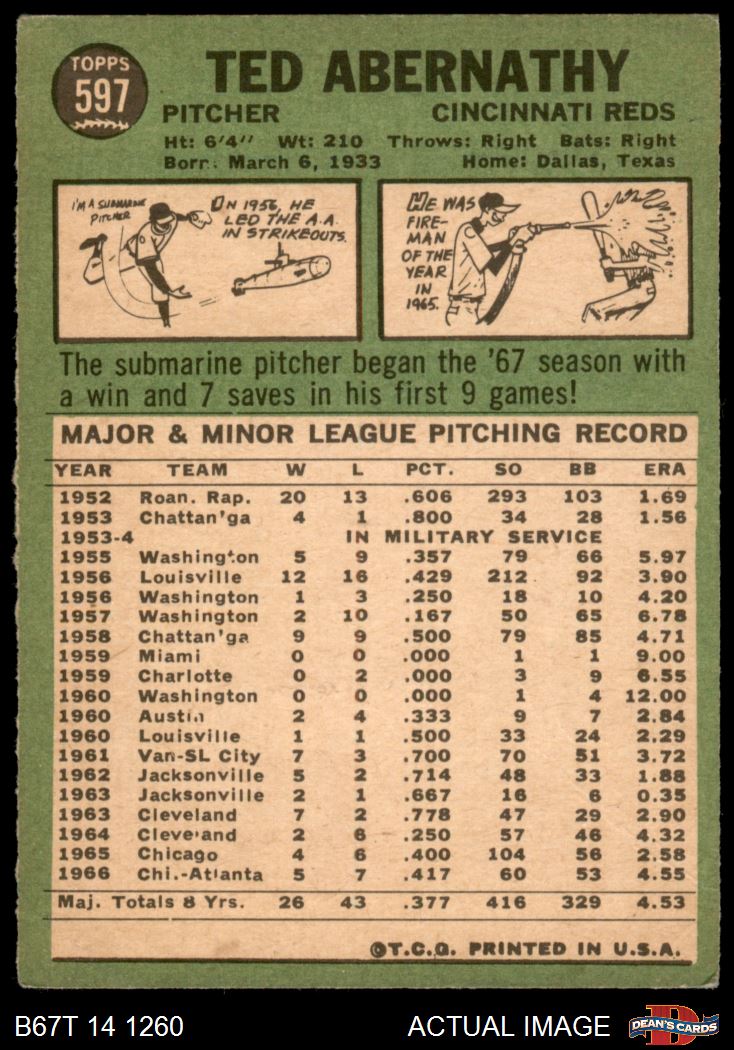 TOPPS
597
TED ABERNATHY
PITCHER CINCINNATI REDS
Ht: 6'4" Wt: 210 Throws: Right Bats: Right
Born: March 6, 1933 Home: Dallas, Texas
I'M A SUBMARINE
PITCHER
IN 1956, HE
LED THE A.A.
IN STRIKEOUTS.
HE WAS
FIRE-
MAN
OF THE
YEAR
IN
1965.
The submarine pitcher began the '67 season with
a win and 7 saves in his first 9 games!
MAJOR & MINOR LEAGUE PITCHING RECORD
YEAR TEAM W L PCT. SO BB ERA
1952 Roan. Rap. 20 13 .606 293 103 1.69
1953 Chattan'ga 4 1 .800 34 28 1.56
1953-4 IN MILITARY SERVICE
1955 Washington 5 9 .357 79 66 5.97
1956 Louisville 12 16 .429 212 92 3.90
1956 Washington 1 3 .250 18 10 4.20
1957 Washington 2 10 .167 50 65 6.78
1958 Chattan'ga 9 9 .500 79 85 4.71
1959 Miami 0 0 .000 1 1 9.00
1959 Charlotte 0 2 .000 3 9 6.55
1960 Washington 0 0 .000 1 4 12.00
1960 Austin 2 4 .333 9 7 2.84
1960 Louisville 1 1 .500 33 24 2.29
1961 Van-SL City 7 3 .700 70 51 3.72
1962 Jacksonville 5 2 .714 48 33 1.88
1963 Jacksonville 2 1 .667 16 6 0.35
1963 Cleveland 7 2 .778 47 29 2.90
1964 Cleveland 2 6 .250 57 46 4.32
1965 Chicago 4 6 .400 104 56 2.58
1966 Chi.-Atlanta 5 7 .417 60 53 4.55
Maj. Totals 8 Yrs. 26 43 .377 416 329 4.53
©T.C.G. PRINTED IN U.S.A.
B67T 14 1260 ACTUAL IMAGE D DEAN'S CARDS